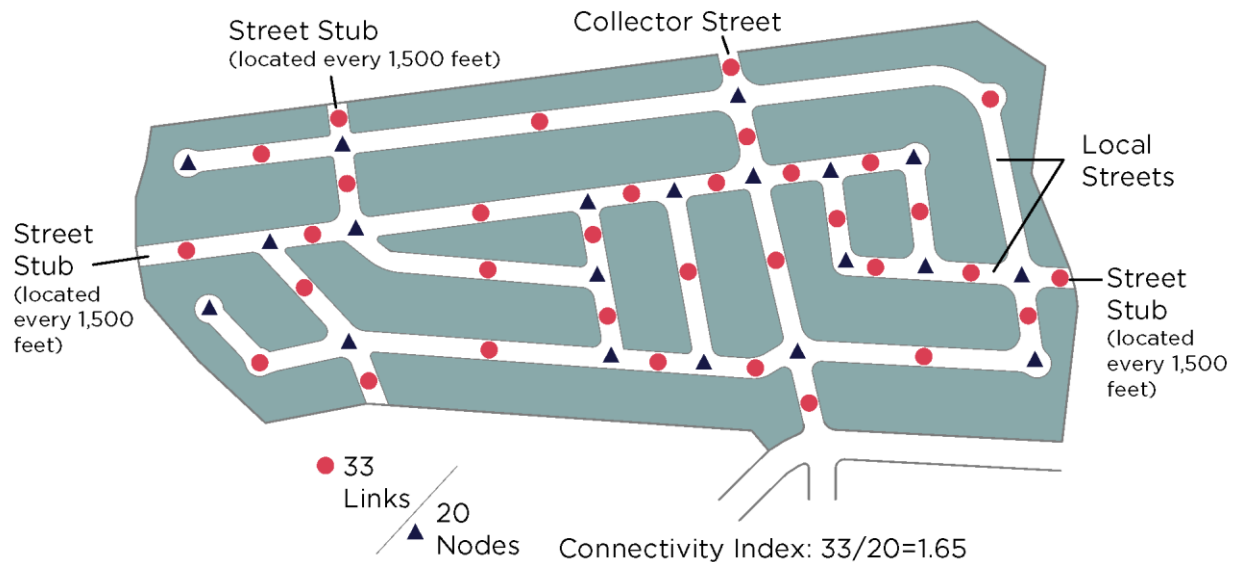 Street Stub
(located every 1,500 feet)
Collector Street
Local
Streets
Street
Stub
(located
every 1,500
feet)
Street
Stub
(located
every 1,500
feet)
33
Links
20
Nodes
Connectivity Index: 33/20=1.65